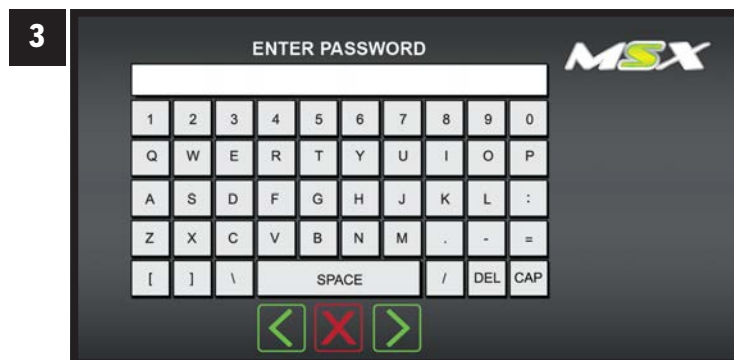 3
ENTER PASSWORD
MSX
1 2 3 4 5 6 7 8 9 0
Q W E R T Y U I O P
A S D F G H J K L :
Z X C V B N M . - =
[ ] \ SPACE / DEL CAP